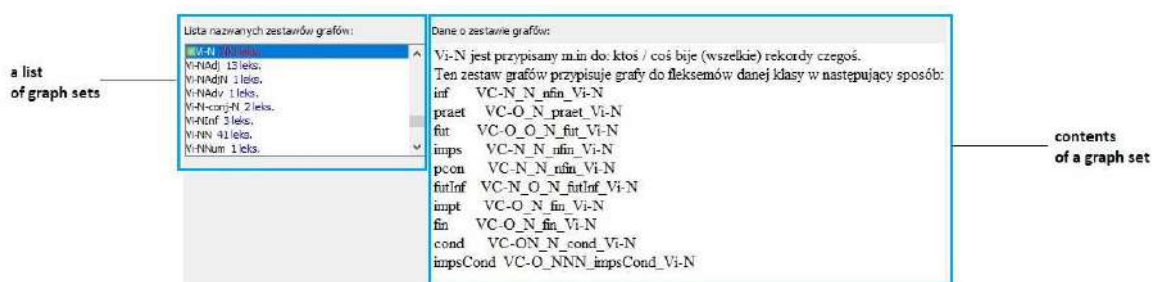 Lista nazwanych zestawów grafów:
Vi-N leks.
Vi-NAdj 13 leks.
Vi-NAdjN 1 leks.
Vi-NAdv 1 leks.
Vi-N-conj-N 2 leks.
Vi-NInf 3 leks.
Vi-NN 41 leks.
Vi-NNum 1 leks.
a list
of graph sets
Dane o zestawie grafów:
Vi-N jest przypisany m.in do: ktoś / coś bije (wszelkie) rekordy czegoś.
Ten zestaw grafów przypisuje grafy do fleksemów danej klasy w następujący sposób:
inf VC-N_N_nfin_Vi-N
praet VC-O_N_praet_Vi-N
fut VC-O_O_N_fut_Vi-N
imps VC-N_N_nfin_Vi-N
pcon VC-N_N_nfin_Vi-N
futInf VC-N_O_N_futInf_Vi-N
impt VC-O_N_fin_Vi-N
fin VC-O_N_fin_Vi-N
cond VC-ON_N_cond_Vi-N
impsCond VC-O_NNN_impsCond_Vi-N
contents
of a graph set